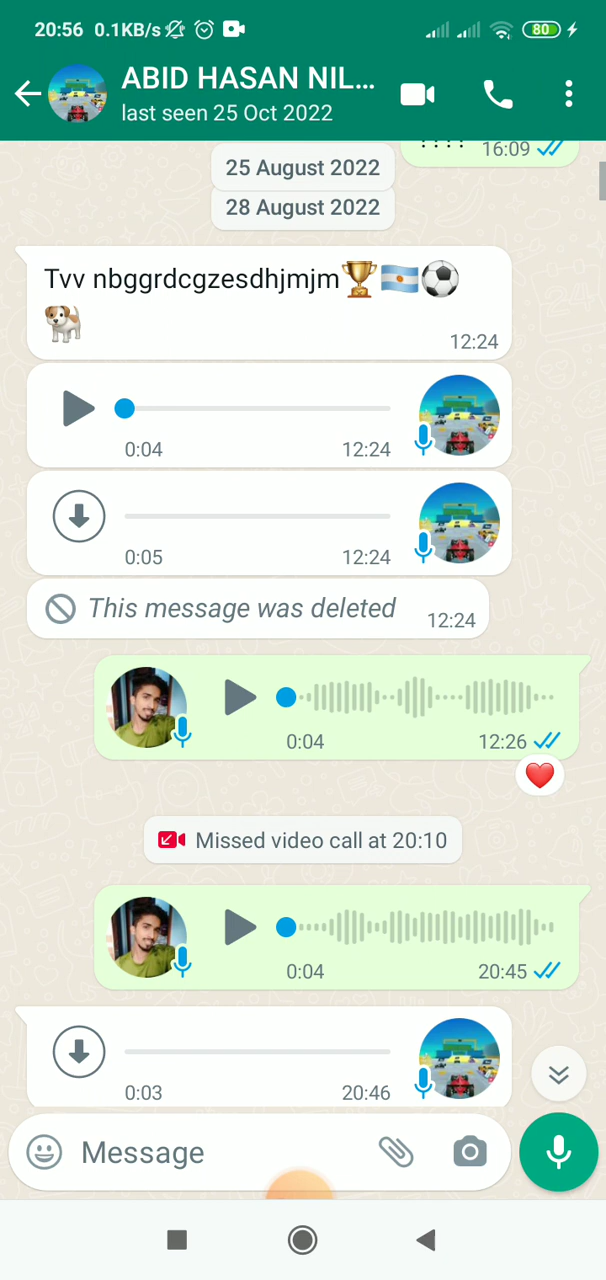 20:56 0.1KB/s 80
ABID HASAN NIL...
last seen 25 Oct 2022
16:09
25 August 2022
28 August 2022
Tvv nbggrdcgzesdhjmjm🏆🇦🇷⚽
🐶
12:24
0:04 12:24
0:05 12:24
This message was deleted 12:24
0:04 12:26
❤️
Missed video call at 20:10
0:04 20:45
0:03 20:46
Message